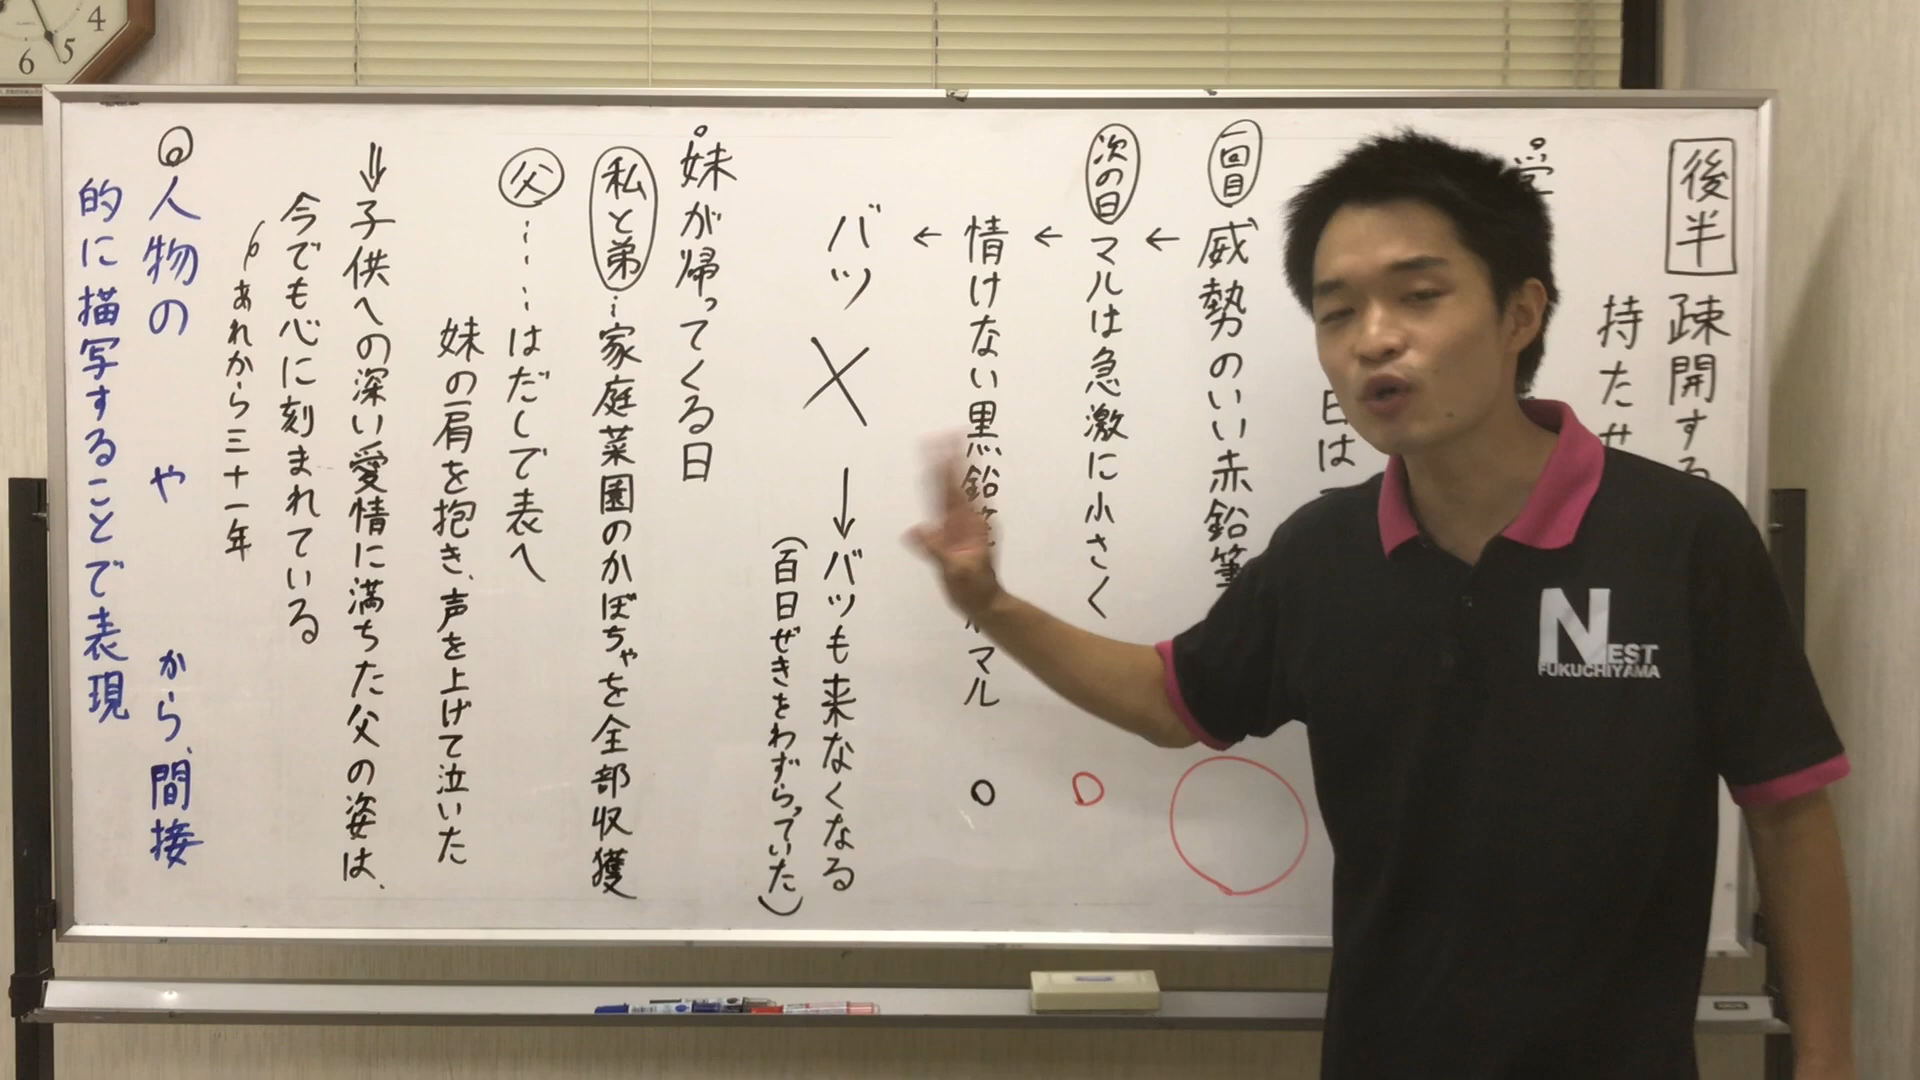 後半
疎開する
持たせ
日は
一回目 威勢のいい赤鉛筆
←
次の日 マルは急激に小さく
←
情けない黒鉛筆 マル
←
バツ × → バツも来なくなる
(百日ぜきをわずらっていた)
妹が帰ってくる日
私と弟…家庭菜園のかぼちゃを全部収獲
父……はだしで表へ
妹の肩を抱き、声を上げて泣いた
⇒子供への深い愛情に満ちた父の姿は、
今でも心に刻まれている
あれから三十一年
人物の や から、間接
的に描写することで表現
NEST
FUKUCHIYAMA
4
5
6